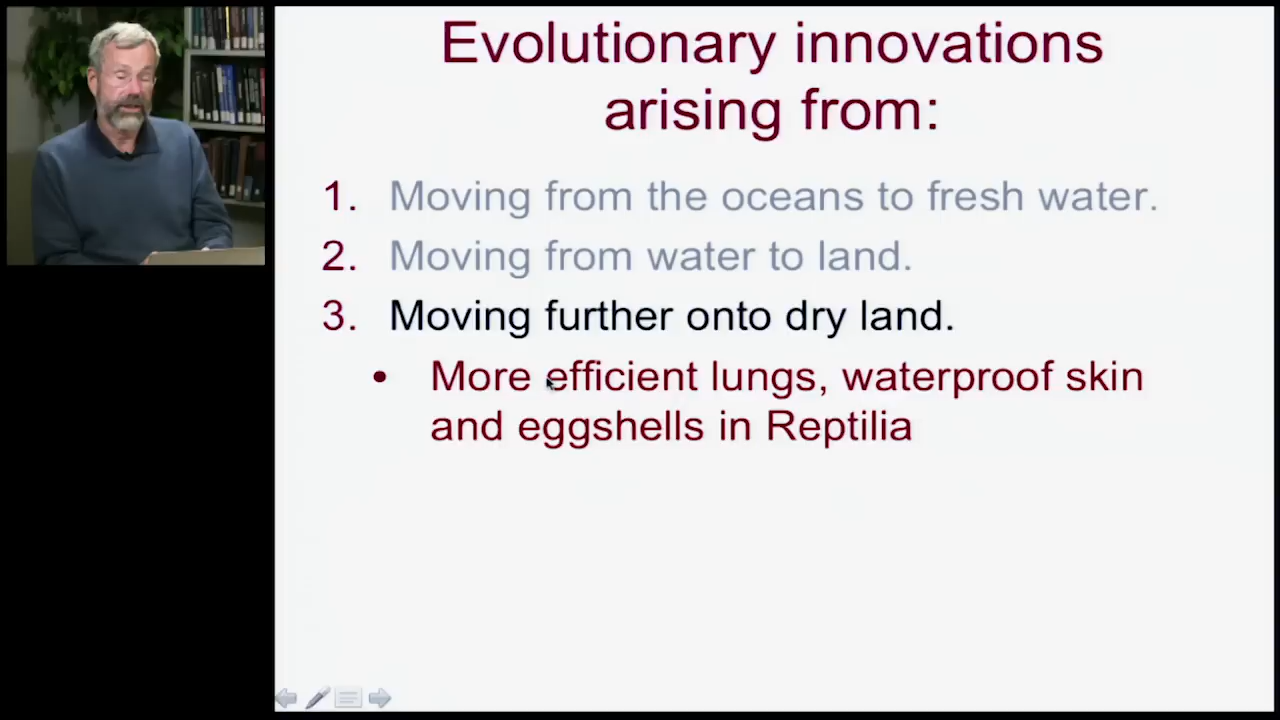 Evolutionary innovations
arising from:
1. Moving from the oceans to fresh water.
2. Moving from water to land.
3. Moving further onto dry land.
• More efficient lungs, waterproof skin
and eggshells in Reptilia